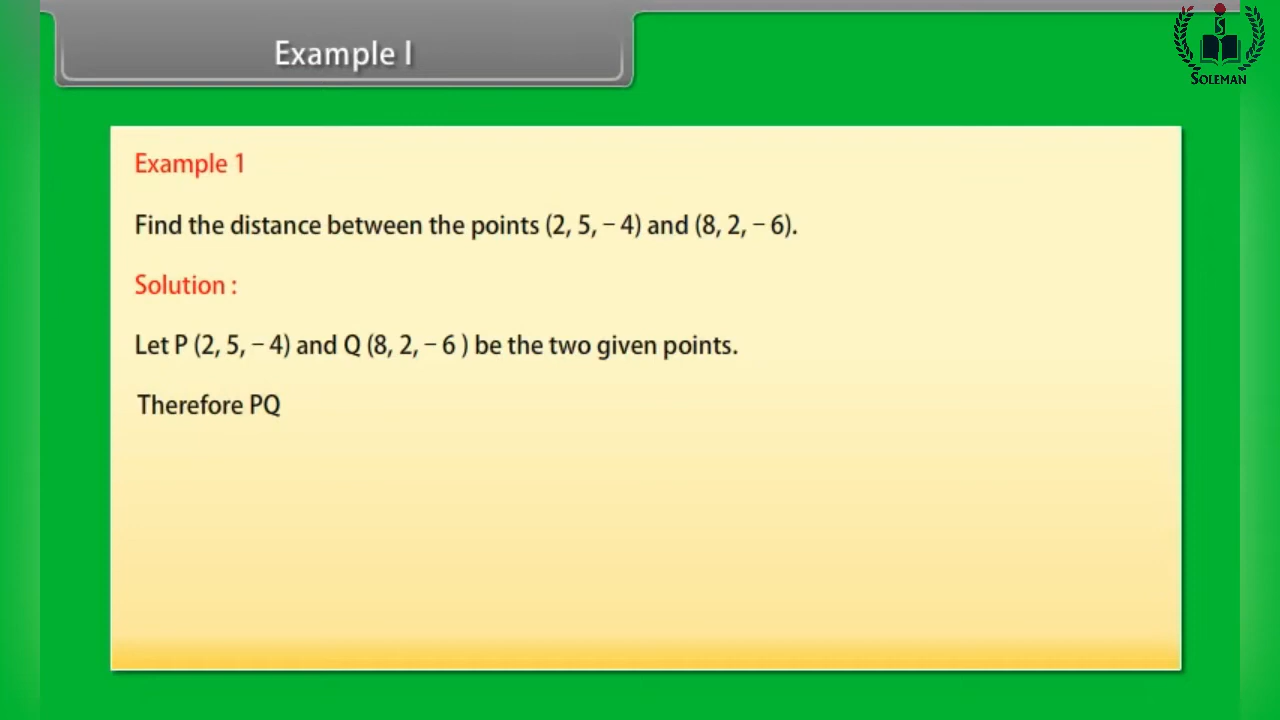 Example I
SOLEMAN
Example 1
Find the distance between the points (2, 5, – 4) and (8, 2, – 6).
Solution :
Let P (2, 5, – 4) and Q (8, 2, – 6 ) be the two given points.
Therefore PQ